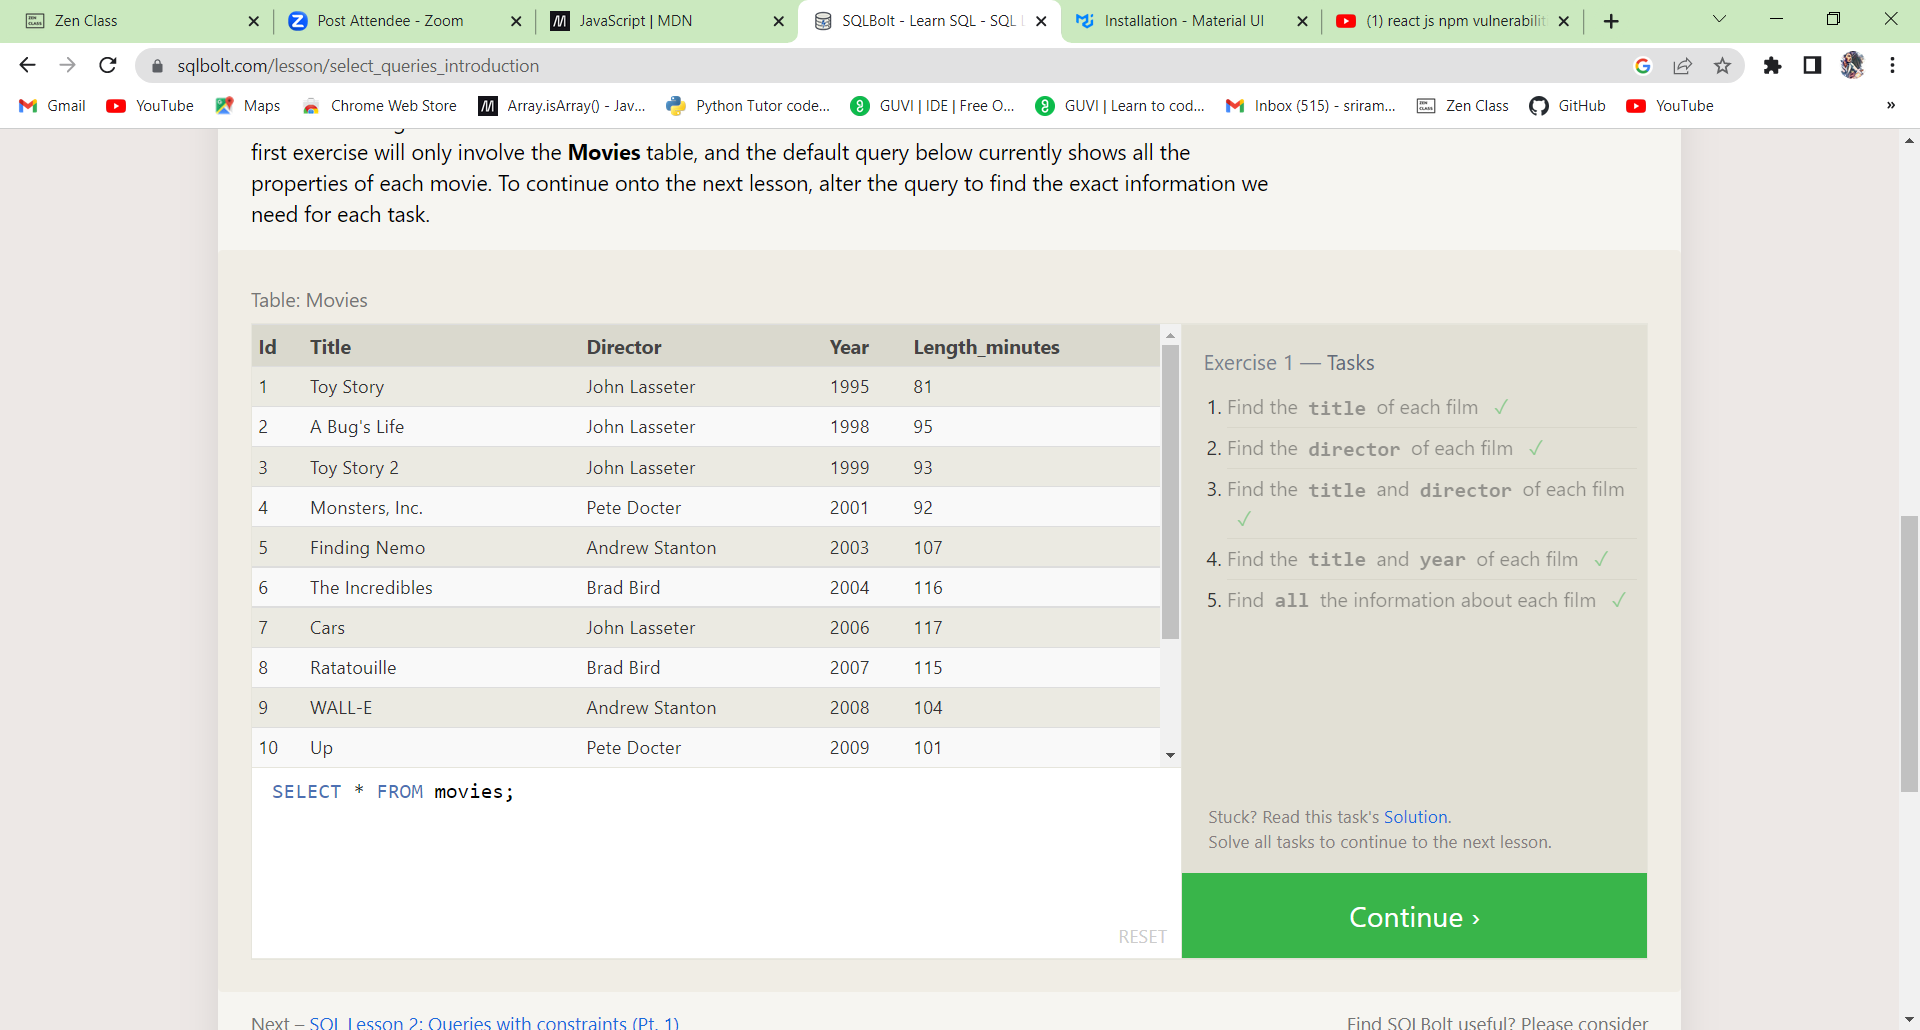 Zen Class
Post Attendee - Zoom
JavaScript | MDN
SQLBolt - Learn SQL - SQL
Installation - Material UI
(1) react js npm vulnerabilit
sqlbolt.com/lesson/select_queries_introduction
Gmail YouTube Maps Chrome Web Store Array.isArray() - Jav... Python Tutor code... GUVI | IDE | Free O... GUVI | Learn to cod... Inbox (515) - sriram... Zen Class GitHub YouTube »
first exercise will only involve the Movies table, and the default query below currently shows all the
properties of each movie. To continue onto the next lesson, alter the query to find the exact information we
need for each task.
Table: Movies
Id Title Director Year Length_minutes
1 Toy Story John Lasseter 1995 81
2 A Bug's Life John Lasseter 1998 95
3 Toy Story 2 John Lasseter 1999 93
4 Monsters, Inc. Pete Docter 2001 92
5 Finding Nemo Andrew Stanton 2003 107
6 The Incredibles Brad Bird 2004 116
7 Cars John Lasseter 2006 117
8 Ratatouille Brad Bird 2007 115
9 WALL-E Andrew Stanton 2008 104
10 Up Pete Docter 2009 101
SELECT * FROM movies;
RESET
Exercise 1 — Tasks
1. Find the title of each film ✓
2. Find the director of each film ✓
3. Find the title and director of each film
✓
4. Find the title and year of each film ✓
5. Find all the information about each film ✓
Stuck? Read this task's Solution.
Solve all tasks to continue to the next lesson.
Continue ›
Next – SQL Lesson 2: Queries with constraints (Pt. 1)
Find SQLBolt useful? Please consider